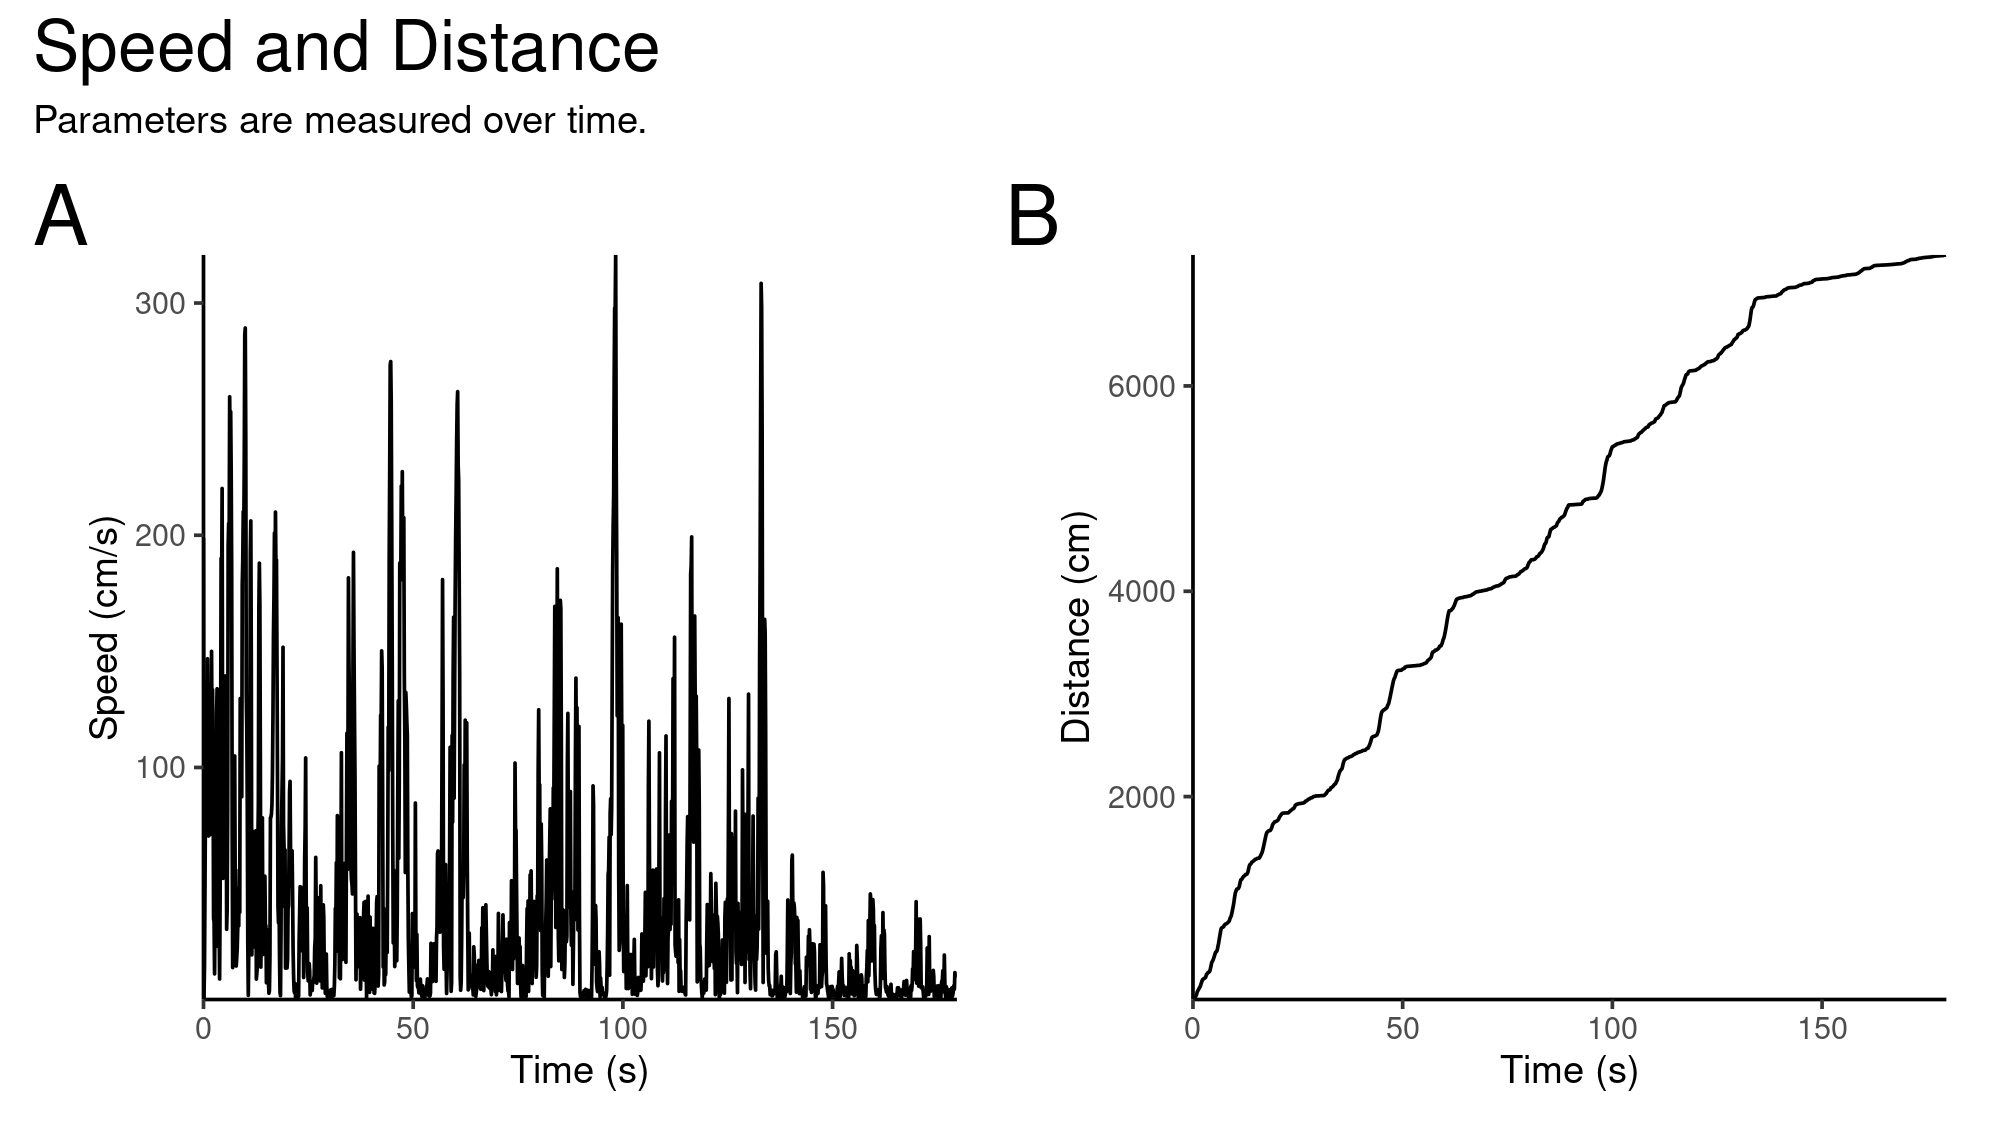 Speed and Distance
Parameters are measured over time.
A
B
300
200
100
Speed (cm/s)
0
50
100
150
Time (s)
6000
4000
2000
Distance (cm)
0
50
100
150
Time (s)